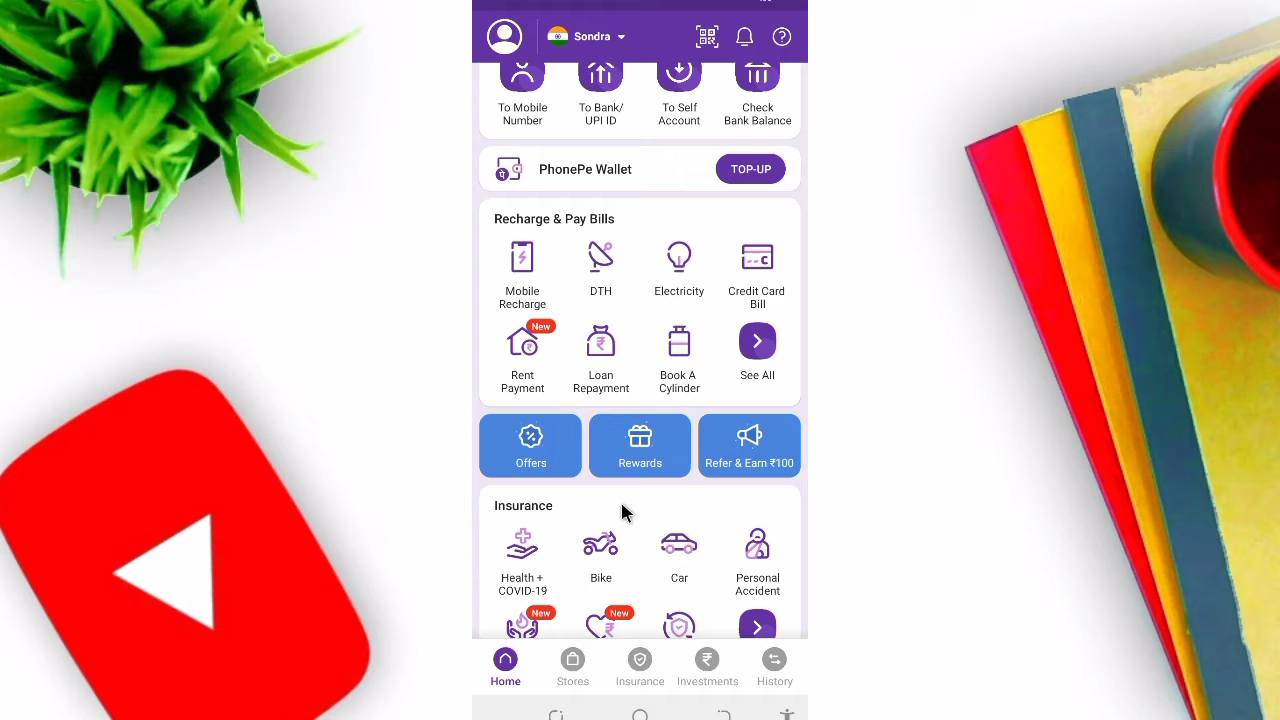 Sondra
To Mobile
Number
To Bank/
UPI ID
To Self
Account
Check
Bank Balance
PhonePe Wallet
TOP-UP
Recharge & Pay Bills
Mobile
Recharge
DTH
Electricity
Credit Card
Bill
New
Rent
Payment
Loan
Repayment
Book A
Cylinder
See All
Offers
Rewards
Refer & Earn ₹100
Insurance
Health +
COVID-19
Bike
Car
Personal
Accident
New
New
Home
Stores
Insurance
Investments
History